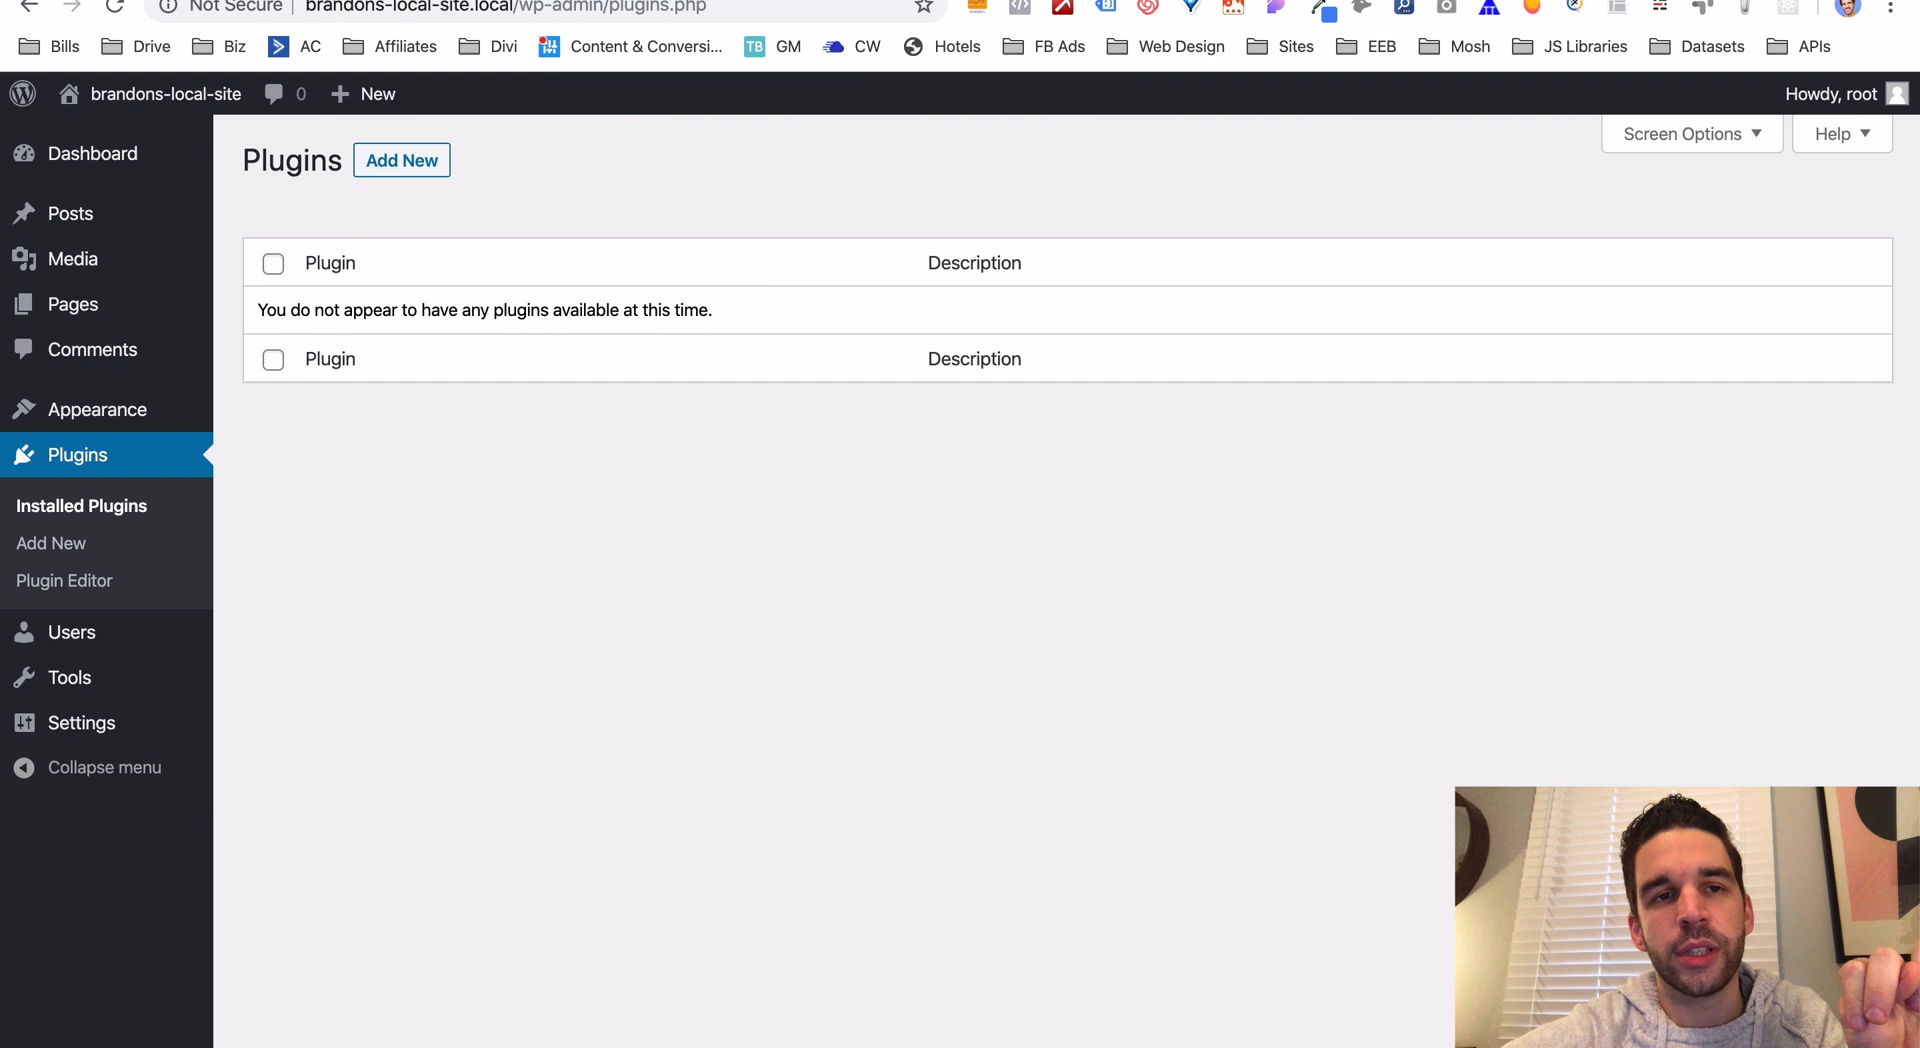 Not Secure | brandons-local-site.local/wp-admin/plugins.php
Bills Drive Biz AC Affiliates Divi Content & Conversi... TB GM CW Hotels FB Ads Web Design Sites EEB Mosh JS Libraries Datasets APIs
brandons-local-site 0 New Howdy, root
Screen Options Help
Dashboard
Posts
Media
Pages
Comments
Appearance
Plugins
Installed Plugins
Add New
Plugin Editor
Users
Tools
Settings
Collapse menu
Plugins Add New
Plugin Description
You do not appear to have any plugins available at this time.
Plugin Description